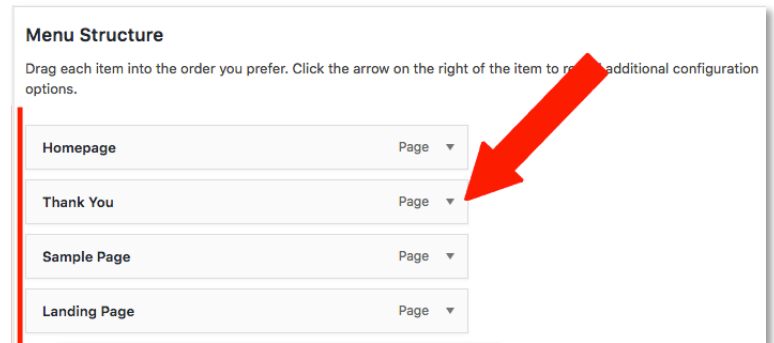 Menu Structure
Drag each item into the order you prefer. Click the arrow on the right of the item to additional configuration
options.
Homepage Page
Thank You Page
Sample Page Page
Landing Page Page